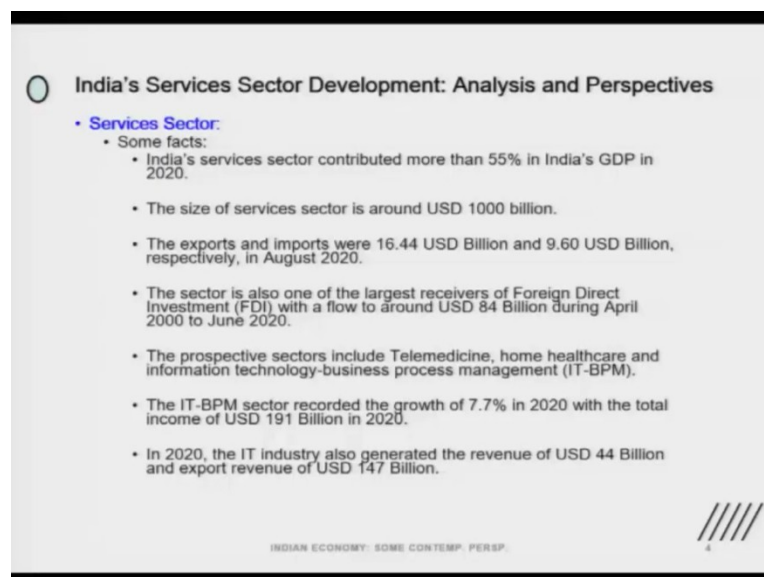 India's Services Sector Development: Analysis and Perspectives
• Services Sector:
• Some facts:
• India's services sector contributed more than 55% in India's GDP in
2020.
• The size of services sector is around USD 1000 billion.
• The exports and imports were 16.44 USD Billion and 9.60 USD Billion,
respectively, in August 2020.
• The sector is also one of the largest receivers of Foreign Direct
Investment (FDI) with a flow to around USD 84 Billion during April
2000 to June 2020.
• The prospective sectors include Telemedicine, home healthcare and
information technology-business process management (IT-BPM).
• The IT-BPM sector recorded the growth of 7.7% in 2020 with the total
income of USD 191 Billion in 2020.
• In 2020, the IT industry also generated the revenue of USD 44 Billion
and export revenue of USD 147 Billion.
INDIAN ECONOMY: SOME CONTEMP. PERSP.
4